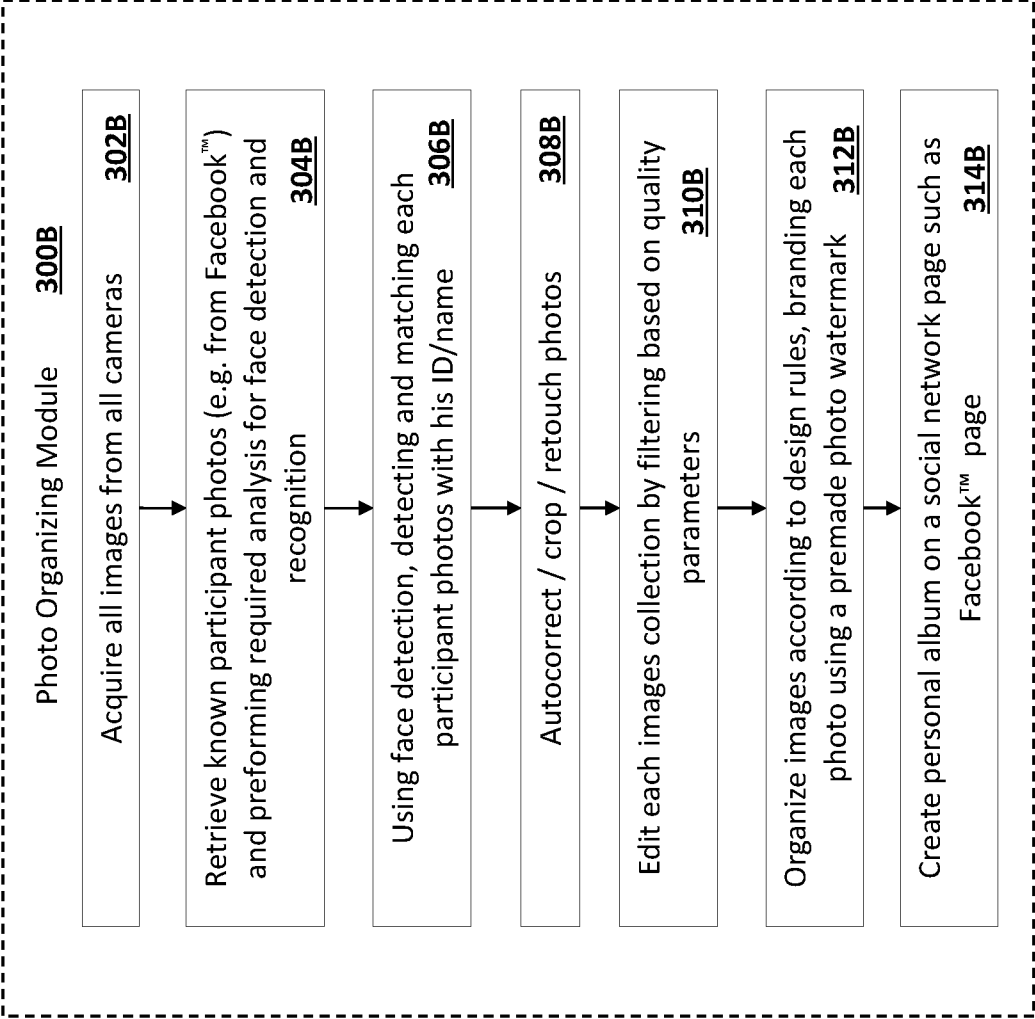 Photo Organizing Module 300B
Acquire all images from all cameras 302B
Retrieve known participant photos (e.g. from Facebook™)
and preforming required analysis for face detection and
recognition 304B
Using face detection, detecting and matching each
participant photos with his ID/name 306B
Autocorrect / crop / retouch photos 308B
Edit each images collection by filtering based on quality
parameters 310B
Organize images according to design rules, branding each
photo using a premade photo watermark 312B
Create personal album on a social network page such as
Facebook™ page 314B